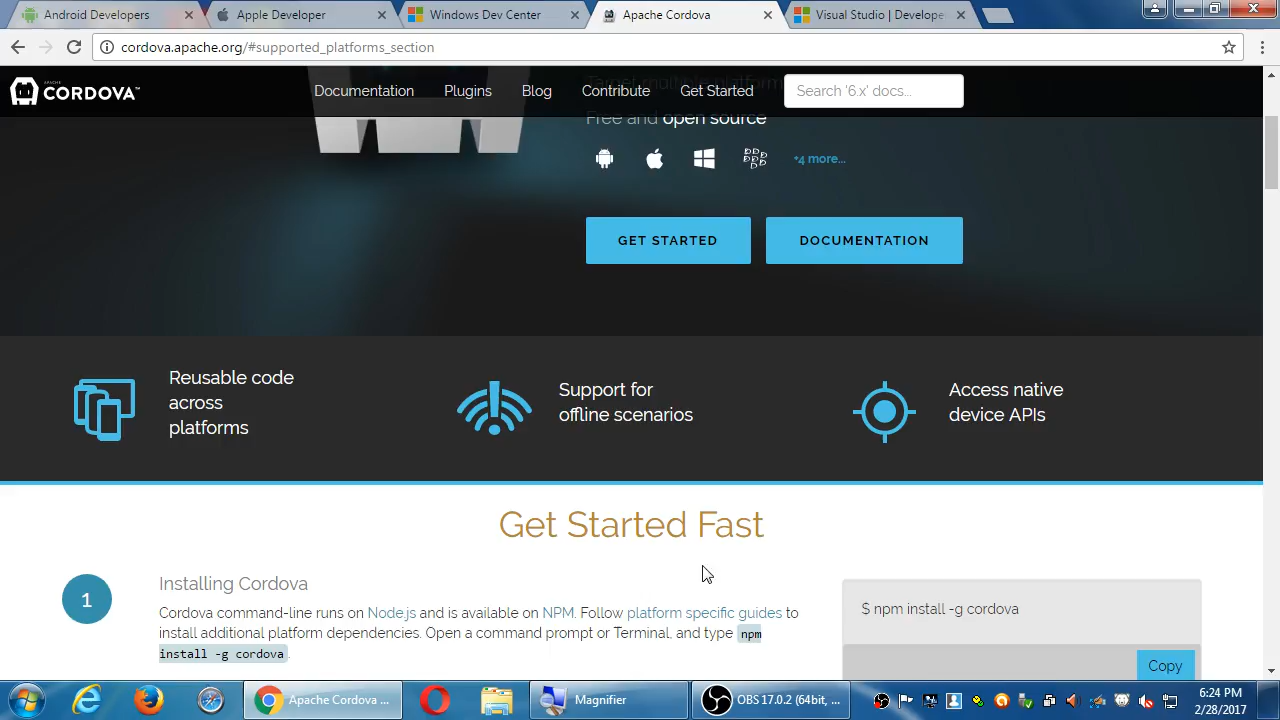 Android Developers
Apple Developer
Windows Dev Center
Apache Cordova
Visual Studio | Develope
cordova.apache.org/#supported_platforms_section
APACHE
CORDOVA™
Documentation
Plugins
Blog
Contribute
Get Started
Search '6.x' docs...
Target multiple platform
Free and open source
+4 more...
GET STARTED
DOCUMENTATION
Reusable code
across
platforms
Support for
offline scenarios
Access native
device APIs
Get Started Fast
1
Installing Cordova
Cordova command-line runs on Node.js and is available on NPM. Follow platform specific guides to
install additional platform dependencies. Open a command prompt or Terminal, and type npm
install -g cordova.
$ npm install -g cordova
Copy
Apache Cordova ...
Magnifier
OBS 17.0.2 (64bit, ...
6:24 PM
2/28/2017